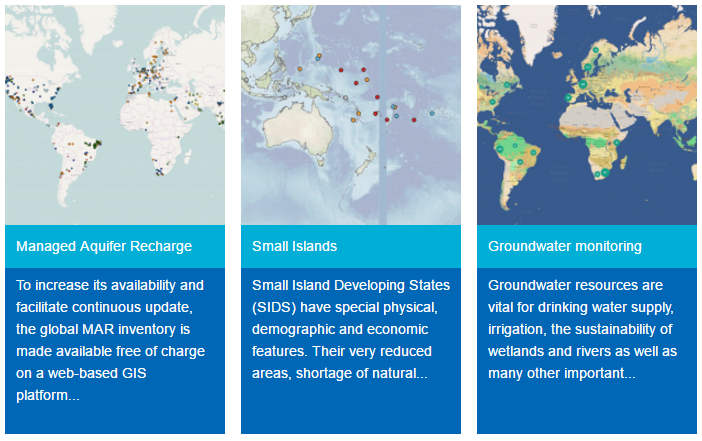 Managed Aquifer Recharge
To increase its availability and
facilitate continuous update,
the global MAR inventory is
made available free of charge
on a web-based GIS
platform...
Small Islands
Small Island Developing States
(SIDS) have special physical,
demographic and economic
features. Their very reduced
areas, shortage of natural...
Groundwater monitoring
Groundwater resources are
vital for drinking water supply,
irrigation, the sustainability of
wetlands and rivers as well as
many other important...